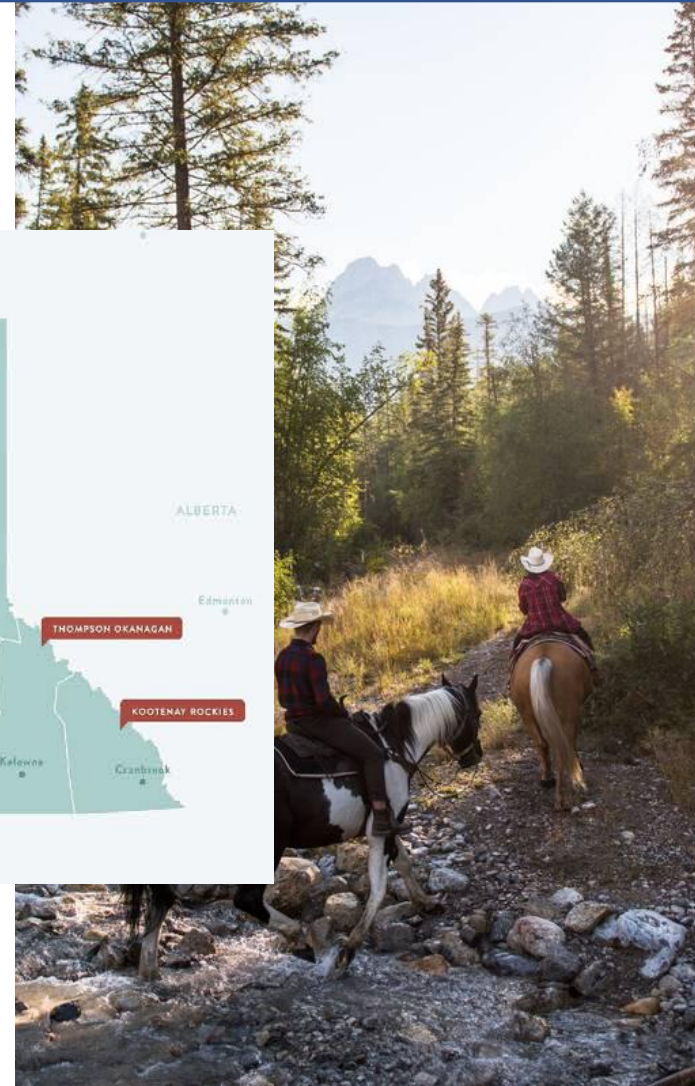 ALBERTA
Edmonton
THOMPSON OKANAGAN
KOOTENAY ROCKIES
Kelowna
Cranbrook